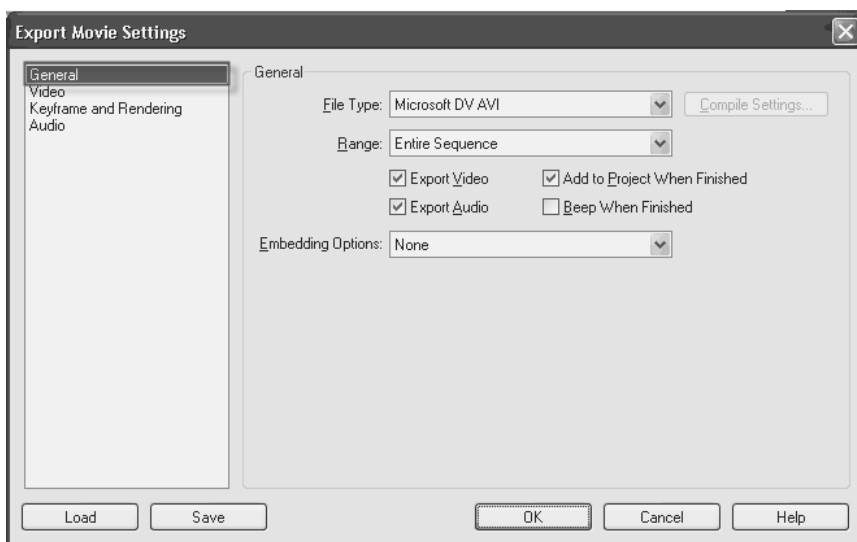 Export Movie Settings
General
Video
Keyframe and Rendering
Audio
General
File Type: Microsoft DV AVI Compile Settings...
Range: Entire Sequence
Export Video Add to Project When Finished
Export Audio Beep When Finished
Embedding Options: None
Load Save OK Cancel Help